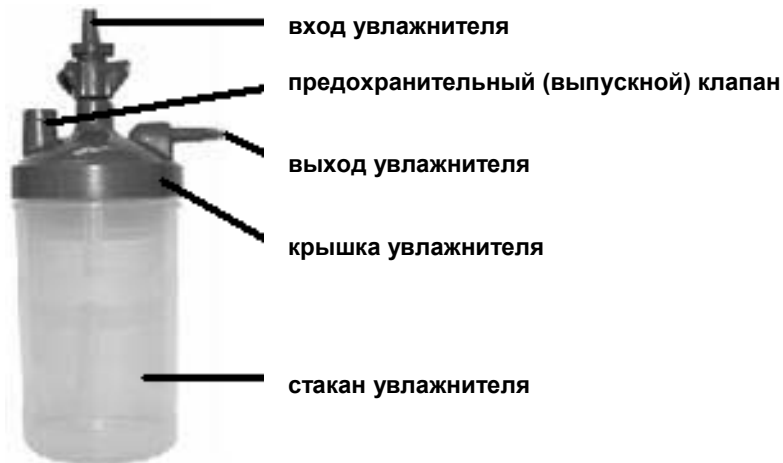 вход увлажнителя
предохранительный (выпускной) клапан
выход увлажнителя
крышка увлажнителя
стакан увлажнителя